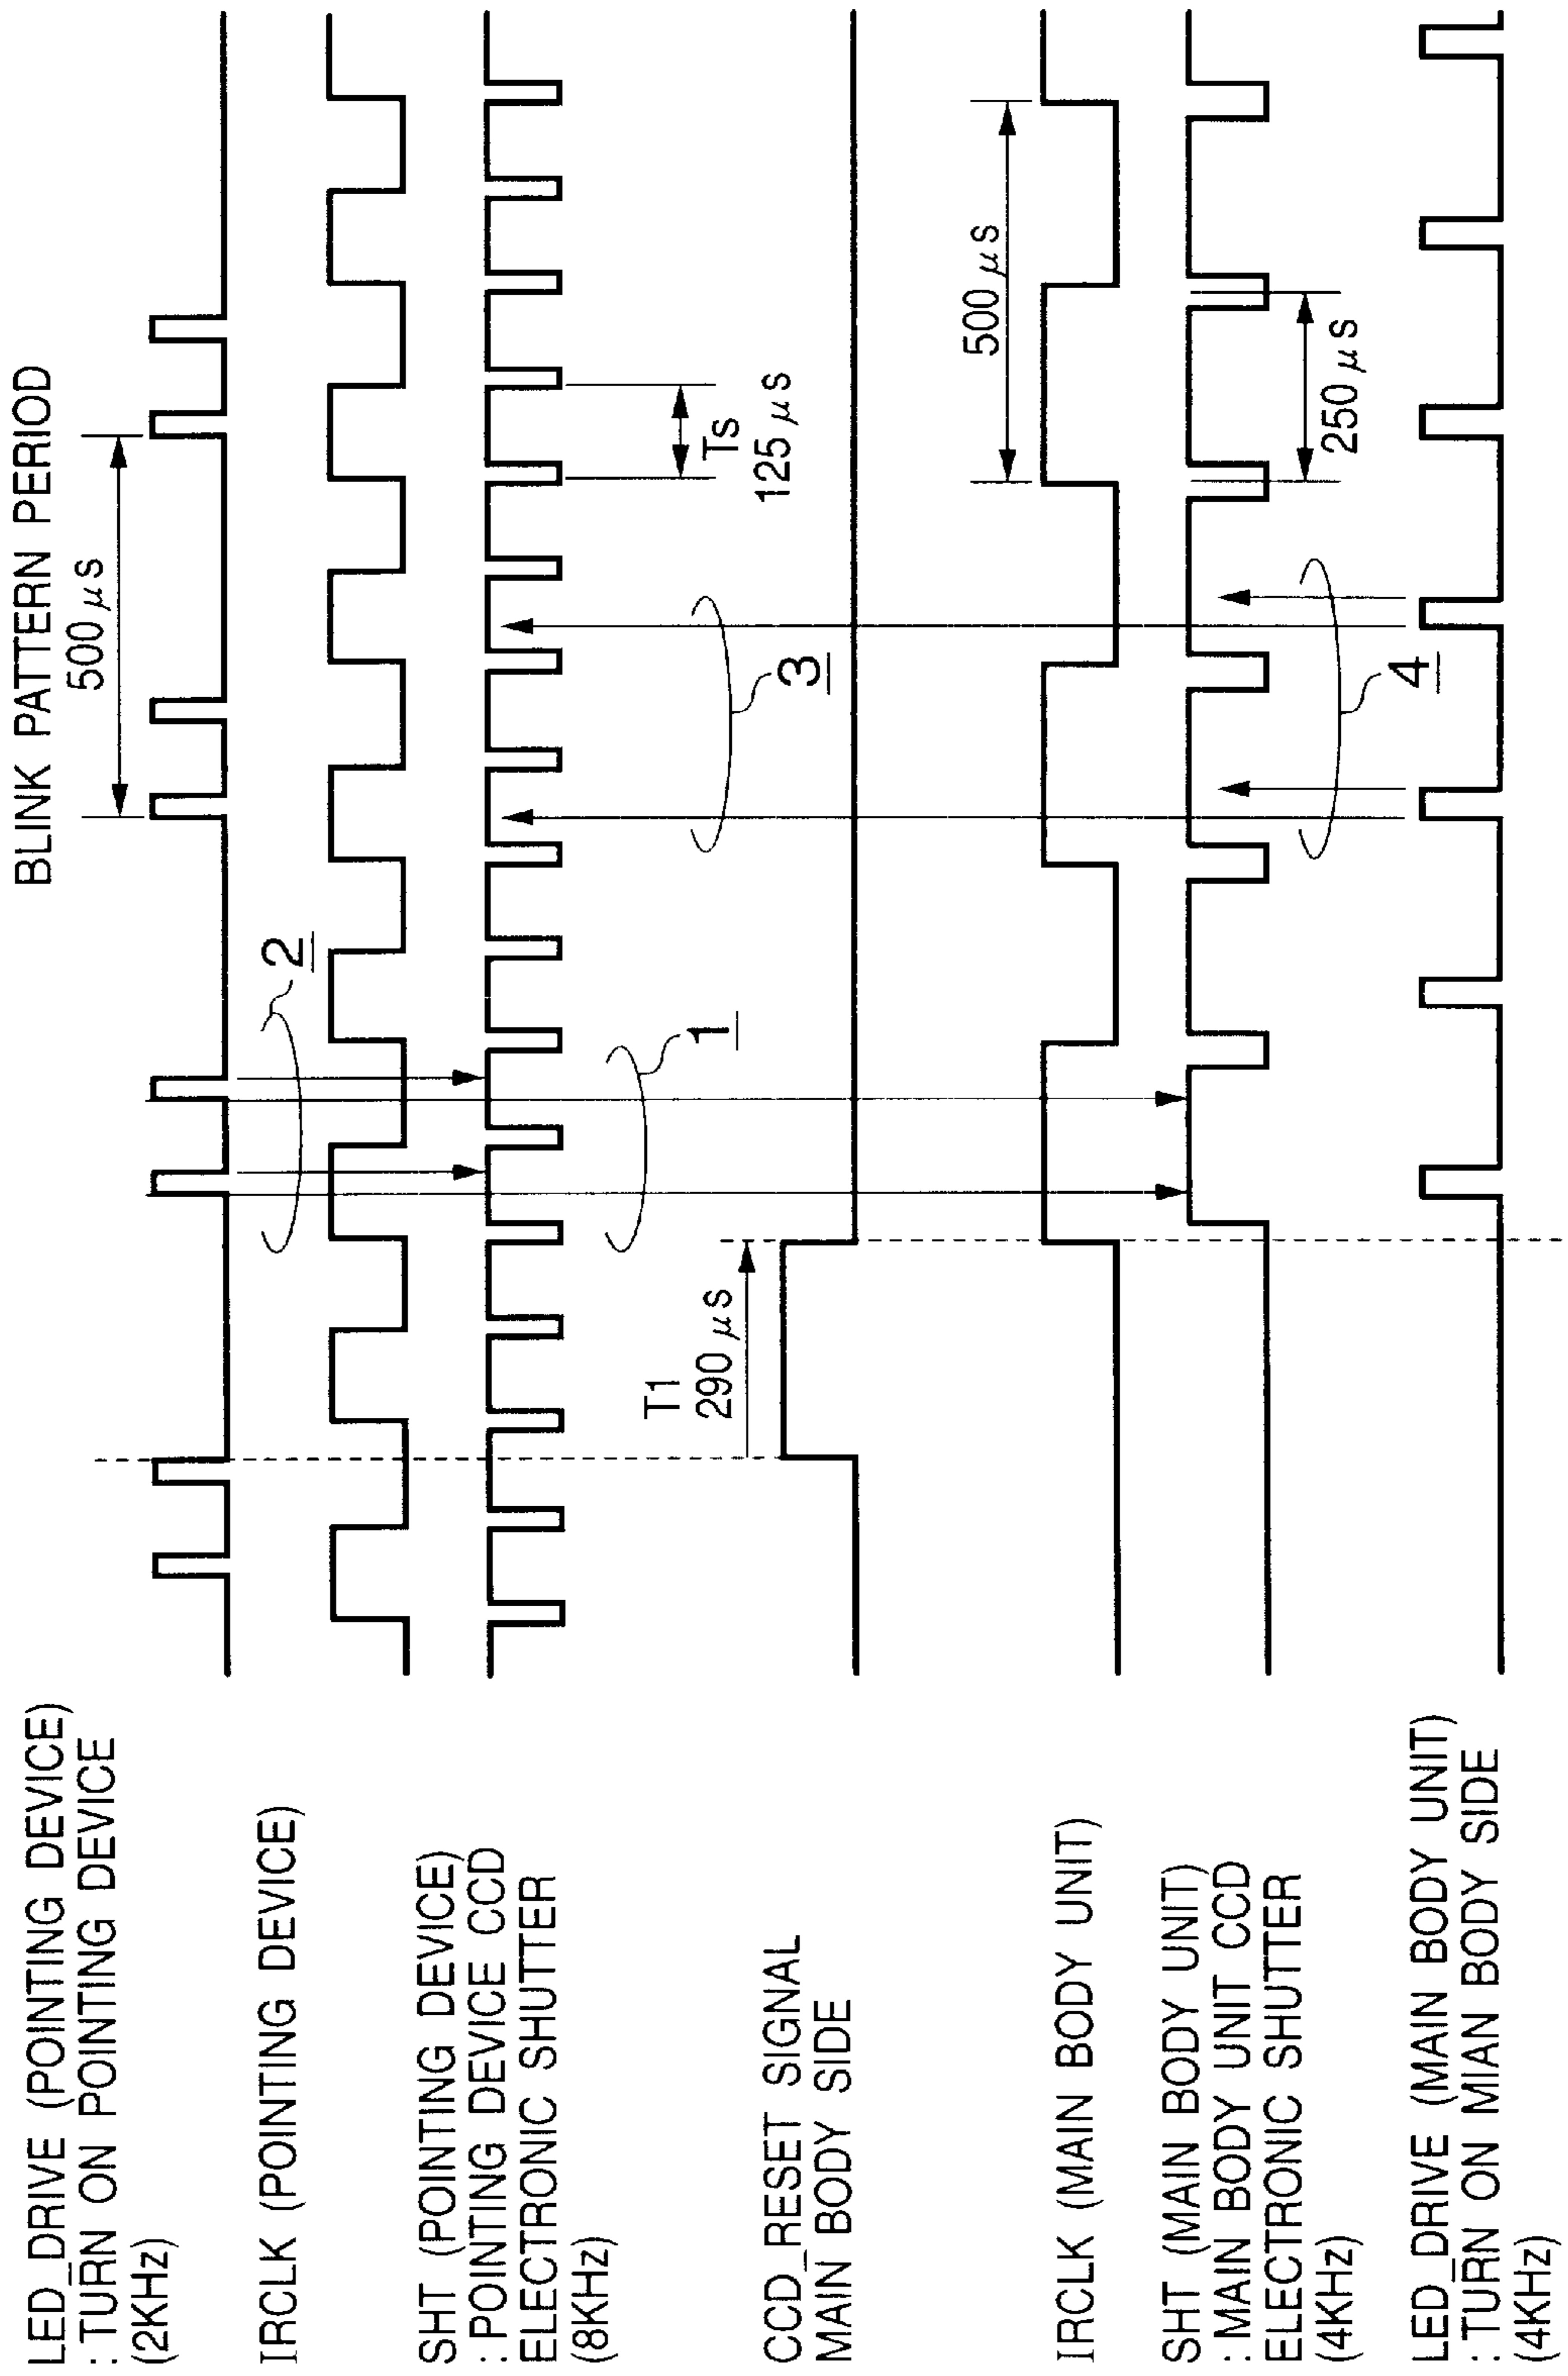 BLINK PATTERN PERIOD
500 μs
LED_DRIVE (POINTING DEVICE)
: TURN ON POINTING DEVICE
(2KHz)
2
IRCLK (POINTING DEVICE)
SHT (POINTING DEVICE)
: POINTING DEVICE CCD
ELECTRONIC SHUTTER
(8KHz)
1
3
Ts
125 μs
T1
290 μs
CCD_RESET SIGNAL
MAIN BODY SIDE
500 μs
IRCLK (MAIN BODY UNIT)
SHT (MAIN BODY UNIT)
: MAIN BODY UNIT CCD
ELECTRONIC SHUTTER
(4KHz)
250 μs
4
LED_DRIVE (MAIN BODY UNIT)
: TURN ON MIAN BODY SIDE
(4KHz)